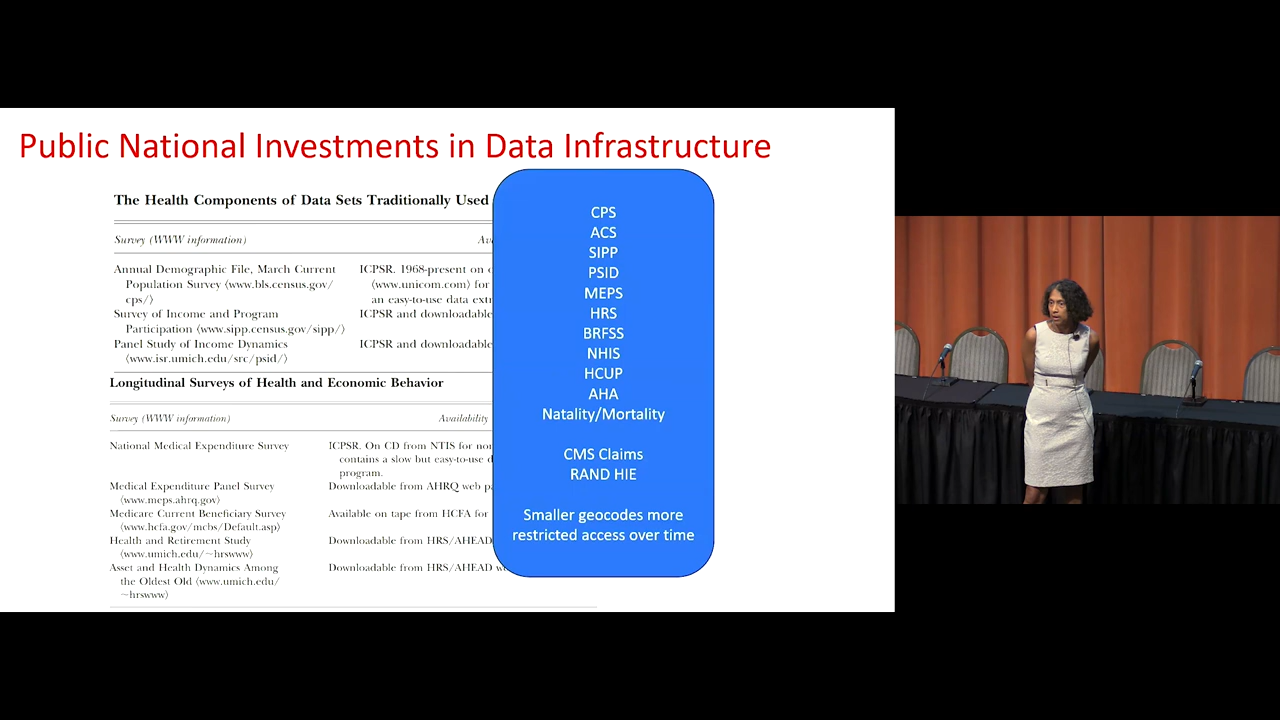 Public National Investments in Data Infrastructure
The Health Components of Data Sets Traditionally Used
Survey (WWW information)
Annual Demographic File, March Current
Population Survey (www.bls.census.gov/
cps/)
ICPSR. 1968-present on
(www.unicom.com) for
an easy-to-use data
Survey of Income and Program
Participation (www.sipp.census.gov/sipp/)
ICPSR and downloadable
Panel Study of Income Dynamics
(www.isr.umich.edu/src/psid/)
ICPSR and downloadable
Longitudinal Surveys of Health and Economic Behavior
Survey (WWW information) Availability
National Medical Expenditure Survey
ICPSR. On CD from NTIS for
contains a slow but easy-to-use
program.
Medical Expenditure Panel Survey
(www.meps.ahrq.gov)
Downloadable from AHRQ web
Medicare Current Beneficiary Survey
(www.hcfa.gov/mcbs/Default.asp)
Available on tape from HCFA for
Health and Retirement Study
(www.umich.edu/~hrswww)
Downloadable from HRS/AHEAD
Asset and Health Dynamics Among
the Oldest Old (www.umich.edu/
~hrswww)
Downloadable from HRS/AHEAD
CPS
ACS
SIPP
PSID
MEPS
HRS
BRFSS
NHIS
HCUP
AHA
Natality/Mortality
CMS Claims
RAND HIE
Smaller geocodes more
restricted access over time